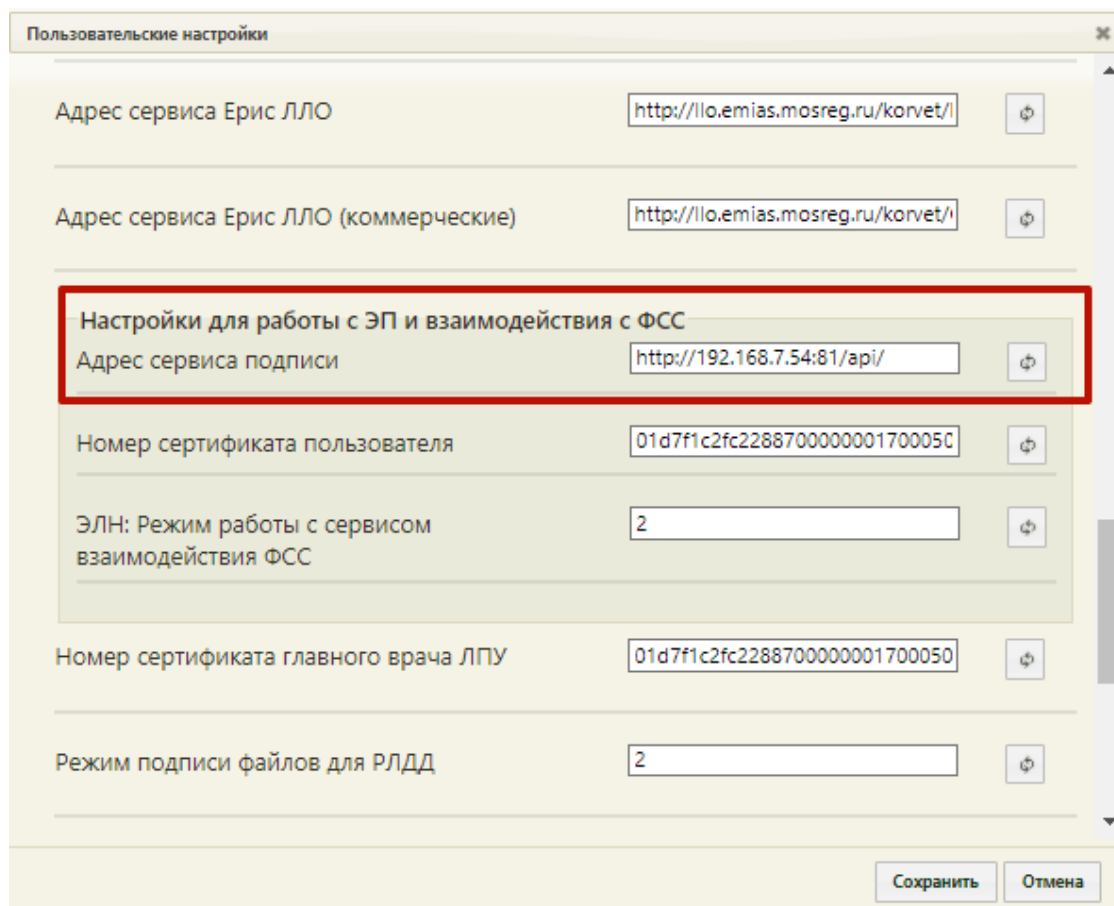 Пользовательские настройки
Адрес сервиса Ерис ЛЛО http://llo.emias.mosreg.ru/korvet/
Адрес сервиса Ерис ЛЛО (коммерческие) http://llo.emias.mosreg.ru/korvet/
Настройки для работы с ЭП и взаимодействия с ФСС
Адрес сервиса подписи http://192.168.7.54:81/api/
Номер сертификата пользователя 01d7f1c2fc2288700000001700050
ЭЛН: Режим работы с сервисом 2
взаимодействия ФСС
Номер сертификата главного врача ЛПУ 01d7f1c2fc2288700000001700050
Режим подписи файлов для РЛДД 2
Сохранить Отмена